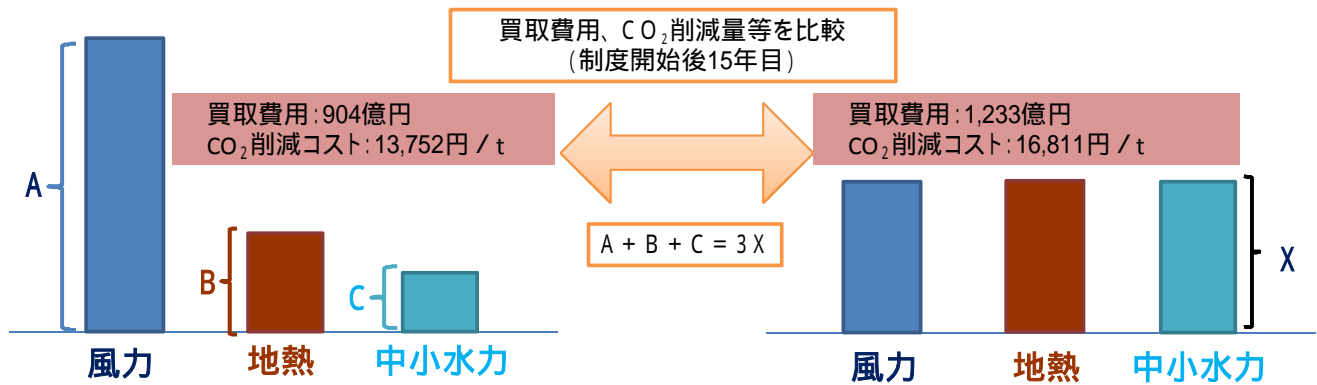 買取費用、CO₂削減量等を比較
(制度開始後15年目)
買取費用:904億円
CO₂削減コスト:13,752円/t
買取費用:1,233億円
CO₂削減コスト:16,811円/t
A
B
C
A+B+C=3X
X
風力
地熱
中小水力
風力
地熱
中小水力